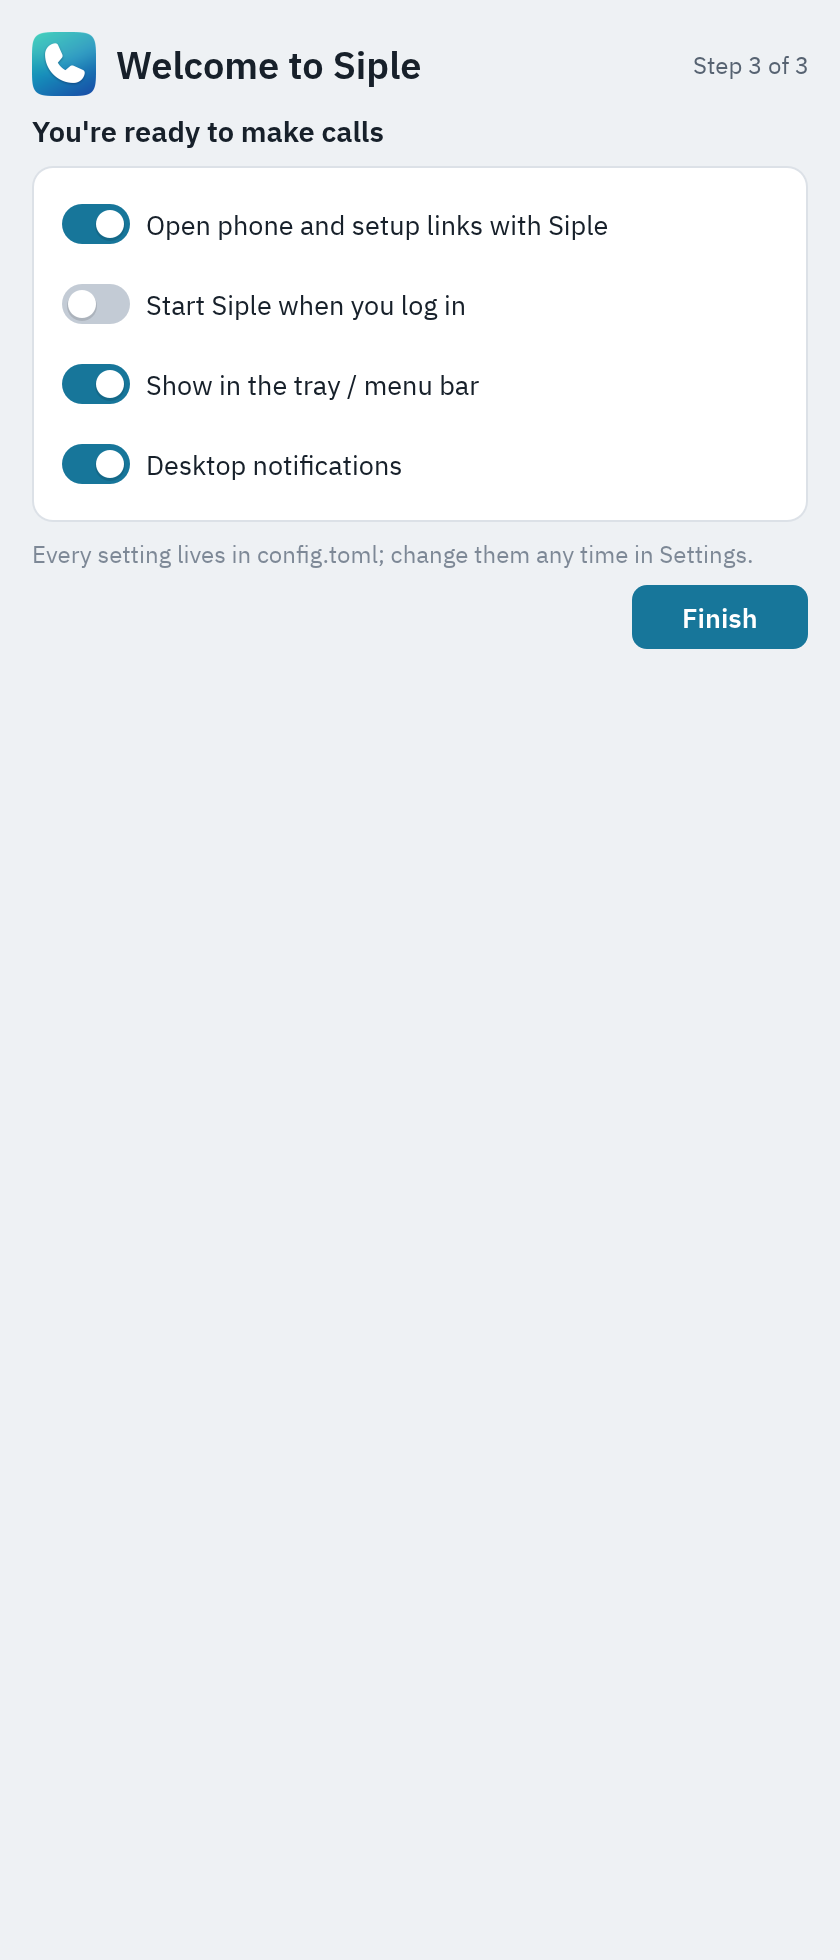 Welcome to Siple
Step 3 of 3
You're ready to make calls
Open phone and setup links with Siple
Start Siple when you log in
Show in the tray / menu bar
Desktop notifications
Every setting lives in config.toml; change them any time in Settings.
Finish